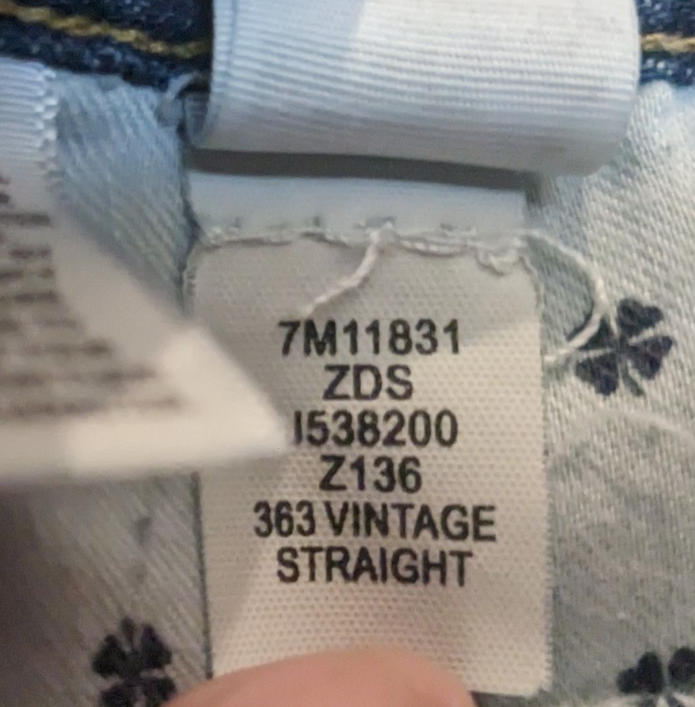 7M11831
ZDS
I538200
Z136
363 VINTAGE
STRAIGHT